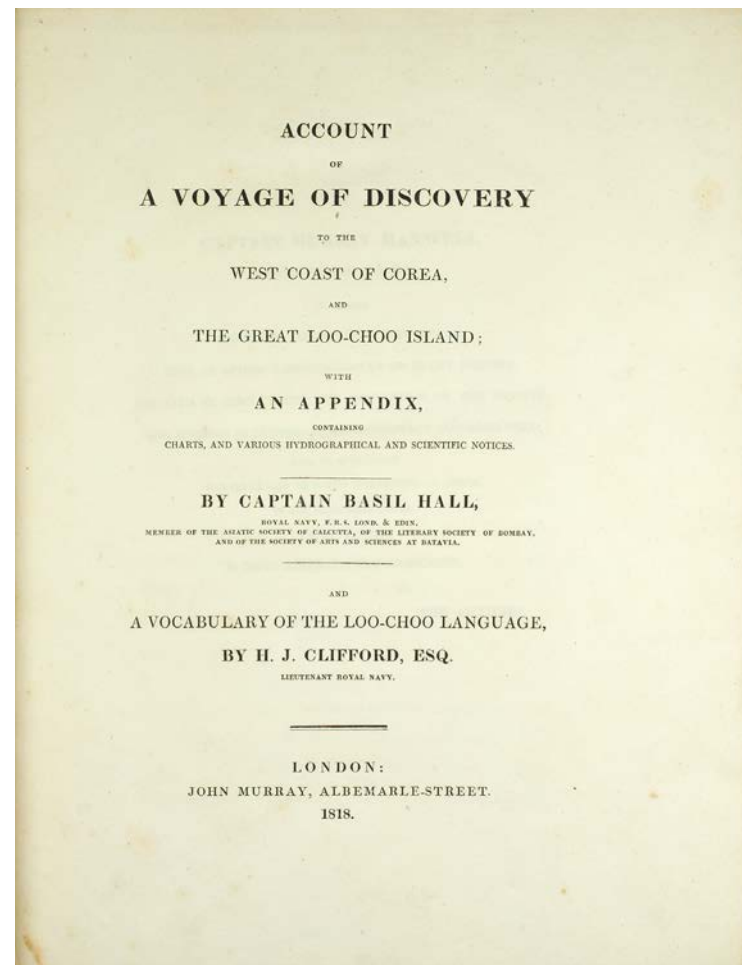 ACCOUNT
OF
A VOYAGE OF DISCOVERY
TO THE
WEST COAST OF COREA,
AND
THE GREAT LOO-CHOO ISLAND;
WITH
AN APPENDIX,
CONTAINING
CHARTS, AND VARIOUS HYDROGRAPHICAL AND SCIENTIFIC NOTICES.
BY CAPTAIN BASIL HALL,
ROYAL NAVY, F.R.S. LOND. & EDIN.
MEMBER OF THE ASIATIC SOCIETY OF CALCUTTA, OF THE LITERARY SOCIETY OF BOMBAY,
AND OF THE SOCIETY OF ARTS AND SCIENCES AT BATAVIA.
AND
A VOCABULARY OF THE LOO-CHOO LANGUAGE,
BY H. J. CLIFFORD, ESQ.
LIEUTENANT ROYAL NAVY.
LONDON:
JOHN MURRAY, ALBEMARLE-STREET.
1818.